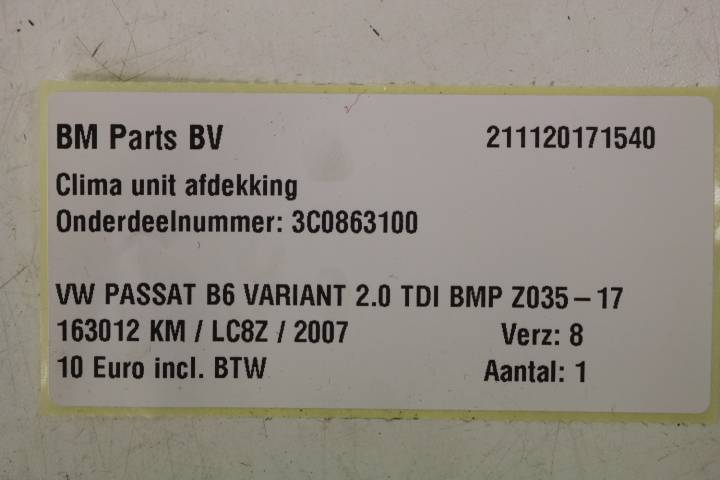 BM Parts BV 211120171540
Clima unit afdekking
Onderdeelnummer: 3C0863100
VW PASSAT B6 VARIANT 2.0 TDI BMP Z035-17
163012 KM / LC8Z / 2007 Verz: 8
10 Euro incl. BTW Aantal: 1